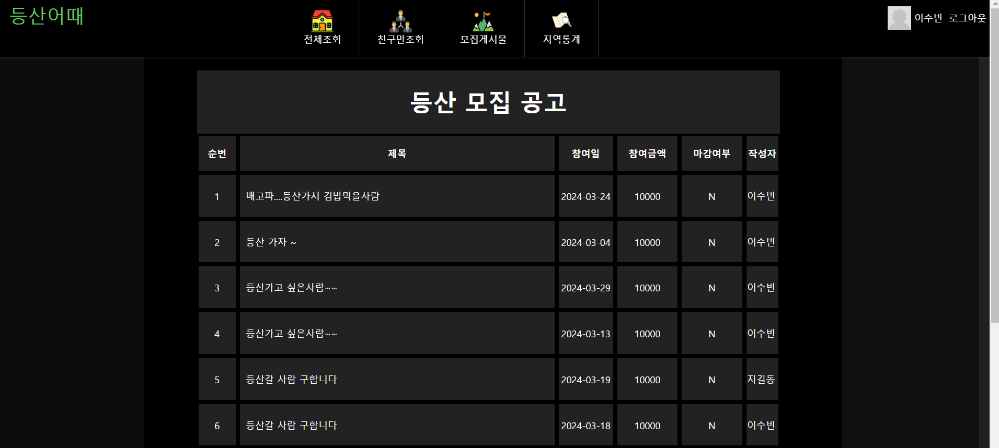 등산어때
전체조회 친구만조회 모집게시물 지역통계
이수빈 로그아웃
등산 모집 공고
순번 제목 참여일 참여금액 마감여부 작성자
1 배고파....등산가서 김밥먹을사람 2024-03-24 10000 N 이수빈
2 등산 가자 ~ 2024-03-04 10000 N 이수빈
3 등산가고 싶은사람~~ 2024-03-29 10000 N 이수빈
4 등산가고 싶은사람~~ 2024-03-13 10000 N 이수빈
5 등산갈 사람 구합니다 2024-03-19 10000 N 지길동
6 등산갈 사람 구합니다 2024-03-18 10000 N 이수빈